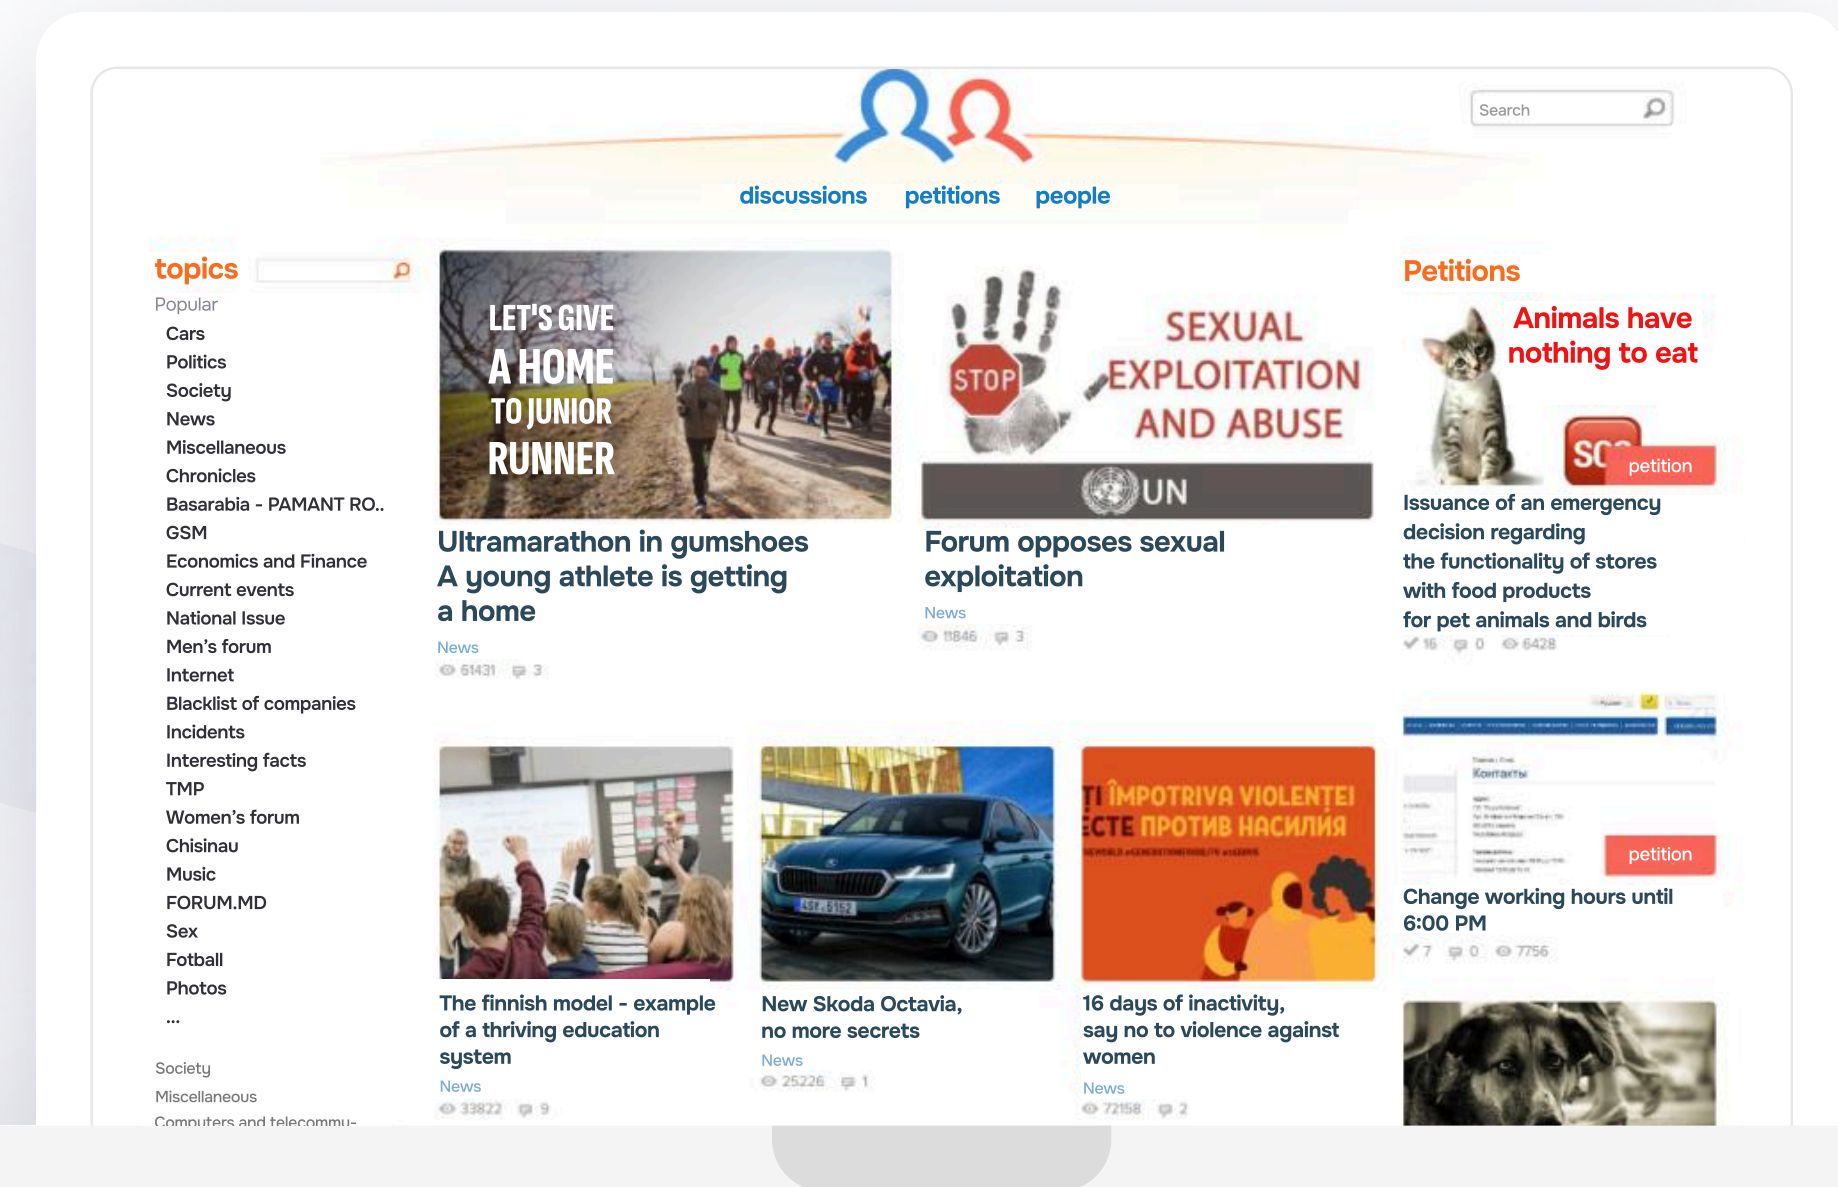 Search
discussions petitions people
topics
Popular
Cars
Politics
Society
News
Miscellaneous
Chronicles
Basarabia - PAMANT RO..
GSM
Economics and Finance
Current events
National Issue
Men's forum
Internet
Blacklist of companies
Incidents
Interesting facts
TMP
Women's forum
Chisinau
Music
FORUM.MD
Sex
Fotball
Photos
...
Society
Miscellaneous
Computers and telecommu-
LET'S GIVE
A HOME
TO JUNIOR
RUNNER
Ultramarathon in gumshoes
A young athlete is getting
a home
News
61431 3
STOP
SEXUAL
EXPLOITATION
AND ABUSE
UN
Forum opposes sexual
exploitation
News
11846 3
The finnish model - example
of a thriving education
system
News
33822 9
New Skoda Octavia,
no more secrets
News
25226 1
ÎMPOTRIVA VIOLENȚEI
ПРОТИВ НАСИЛИЯ
16 days of inactivity,
say no to violence against
women
News
72158 2
Petitions
Animals have
nothing to eat
petition
Issuance of an emergency
decision regarding
the functionality of stores
with food products
for pet animals and birds
16 0 6428
Контакты
petition
Change working hours until
6:00 PM
7 0 7756